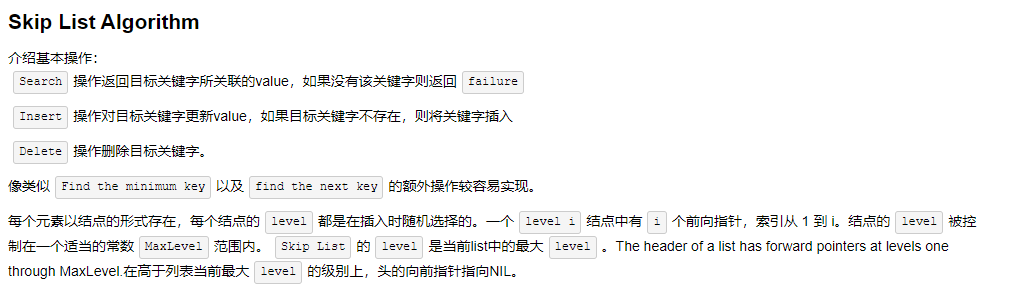 Skip List Algorithm
介绍基本操作：
Search 操作返回目标关键字所关联的value，如果没有该关键字则返回 failure
Insert 操作对目标关键字更新value，如果目标关键字不存在，则将关键字插入
Delete 操作删除目标关键字。
像类似 Find the minimum key 以及 find the next key 的额外操作较容易实现。
每个元素以结点的形式存在，每个结点的 level 都是在插入时随机选择的。一个 level i 结点中有 i 个前向指针，索引从 1 到 i。结点的 level 被控
制在一个适当的常数 MaxLevel 范围内。 Skip List 的 level 是当前list中的最大 level 。The header of a list has forward pointers at levels one
through MaxLevel.在高于列表当前最大 level 的级别上，头的向前指针指向NIL。